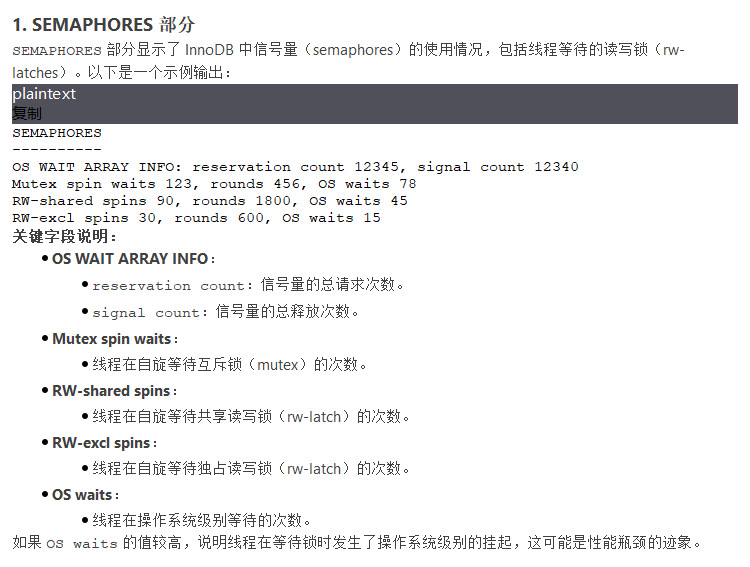 1. SEMAPHORES 部分
SEMAPHORES 部分显示了 InnoDB 中信号量（semaphores）的使用情况，包括线程等待的读写锁（rw-
latches）。以下是一个示例输出：
plaintext
复制
SEMAPHORES
----------
OS WAIT ARRAY INFO: reservation count 12345, signal count 12340
Mutex spin waits 123, rounds 456, OS waits 78
RW-shared spins 90, rounds 1800, OS waits 45
RW-excl spins 30, rounds 600, OS waits 15
关键字段说明：
•OS WAIT ARRAY INFO：
•reservation count：信号量的总请求次数。
•signal count：信号量的总释放次数。
•Mutex spin waits：
•线程在自旋等待互斥锁（mutex）的次数。
•RW-shared spins：
•线程在自旋等待共享读写锁（rw-latch）的次数。
•RW-excl spins：
•线程在自旋等待独占读写锁（rw-latch）的次数。
•OS waits：
•线程在操作系统级别等待的次数。
如果 OS waits 的值较高，说明线程在等待锁时发生了操作系统级别的挂起，这可能是性能瓶颈的迹象。